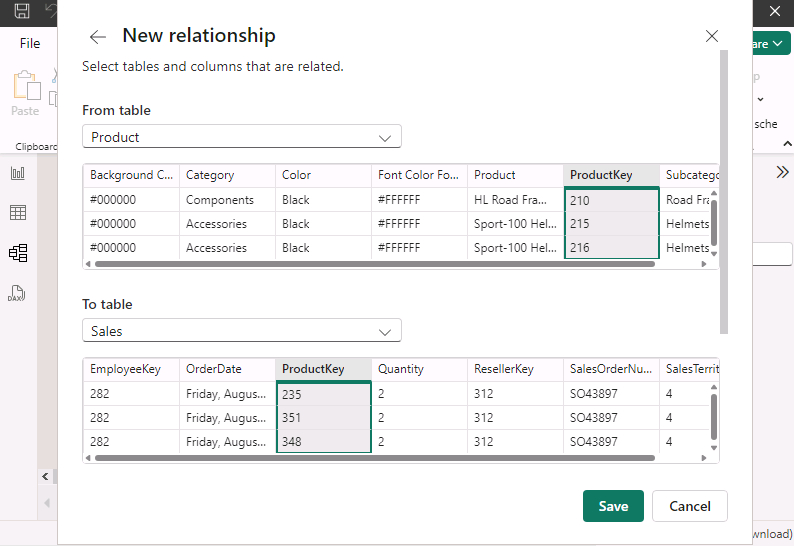 New relationship
are
File
Select tables and columns that are related.
Paste
From table
Product
sche
Clipboard
Background C... Category Color Font Color Fo... Product ProductKey Subcatego
#000000 Components Black #FFFFFF HL Road Fra... 210 Road Fra
#000000 Accessories Black #FFFFFF Sport-100 Hel... 215 Helmets
#000000 Accessories Black #FFFFFF Sport-100 Hel... 216 Helmets
DAX
To table
Sales
EmployeeKey OrderDate ProductKey Quantity ResellerKey SalesOrderNu... SalesTerrit
282 Friday, Augus... 235 2 312 SO43897 4
282 Friday, Augus... 351 2 312 SO43897 4
282 Friday, Augus... 348 2 312 SO43897 4
Save Cancel
wnload)